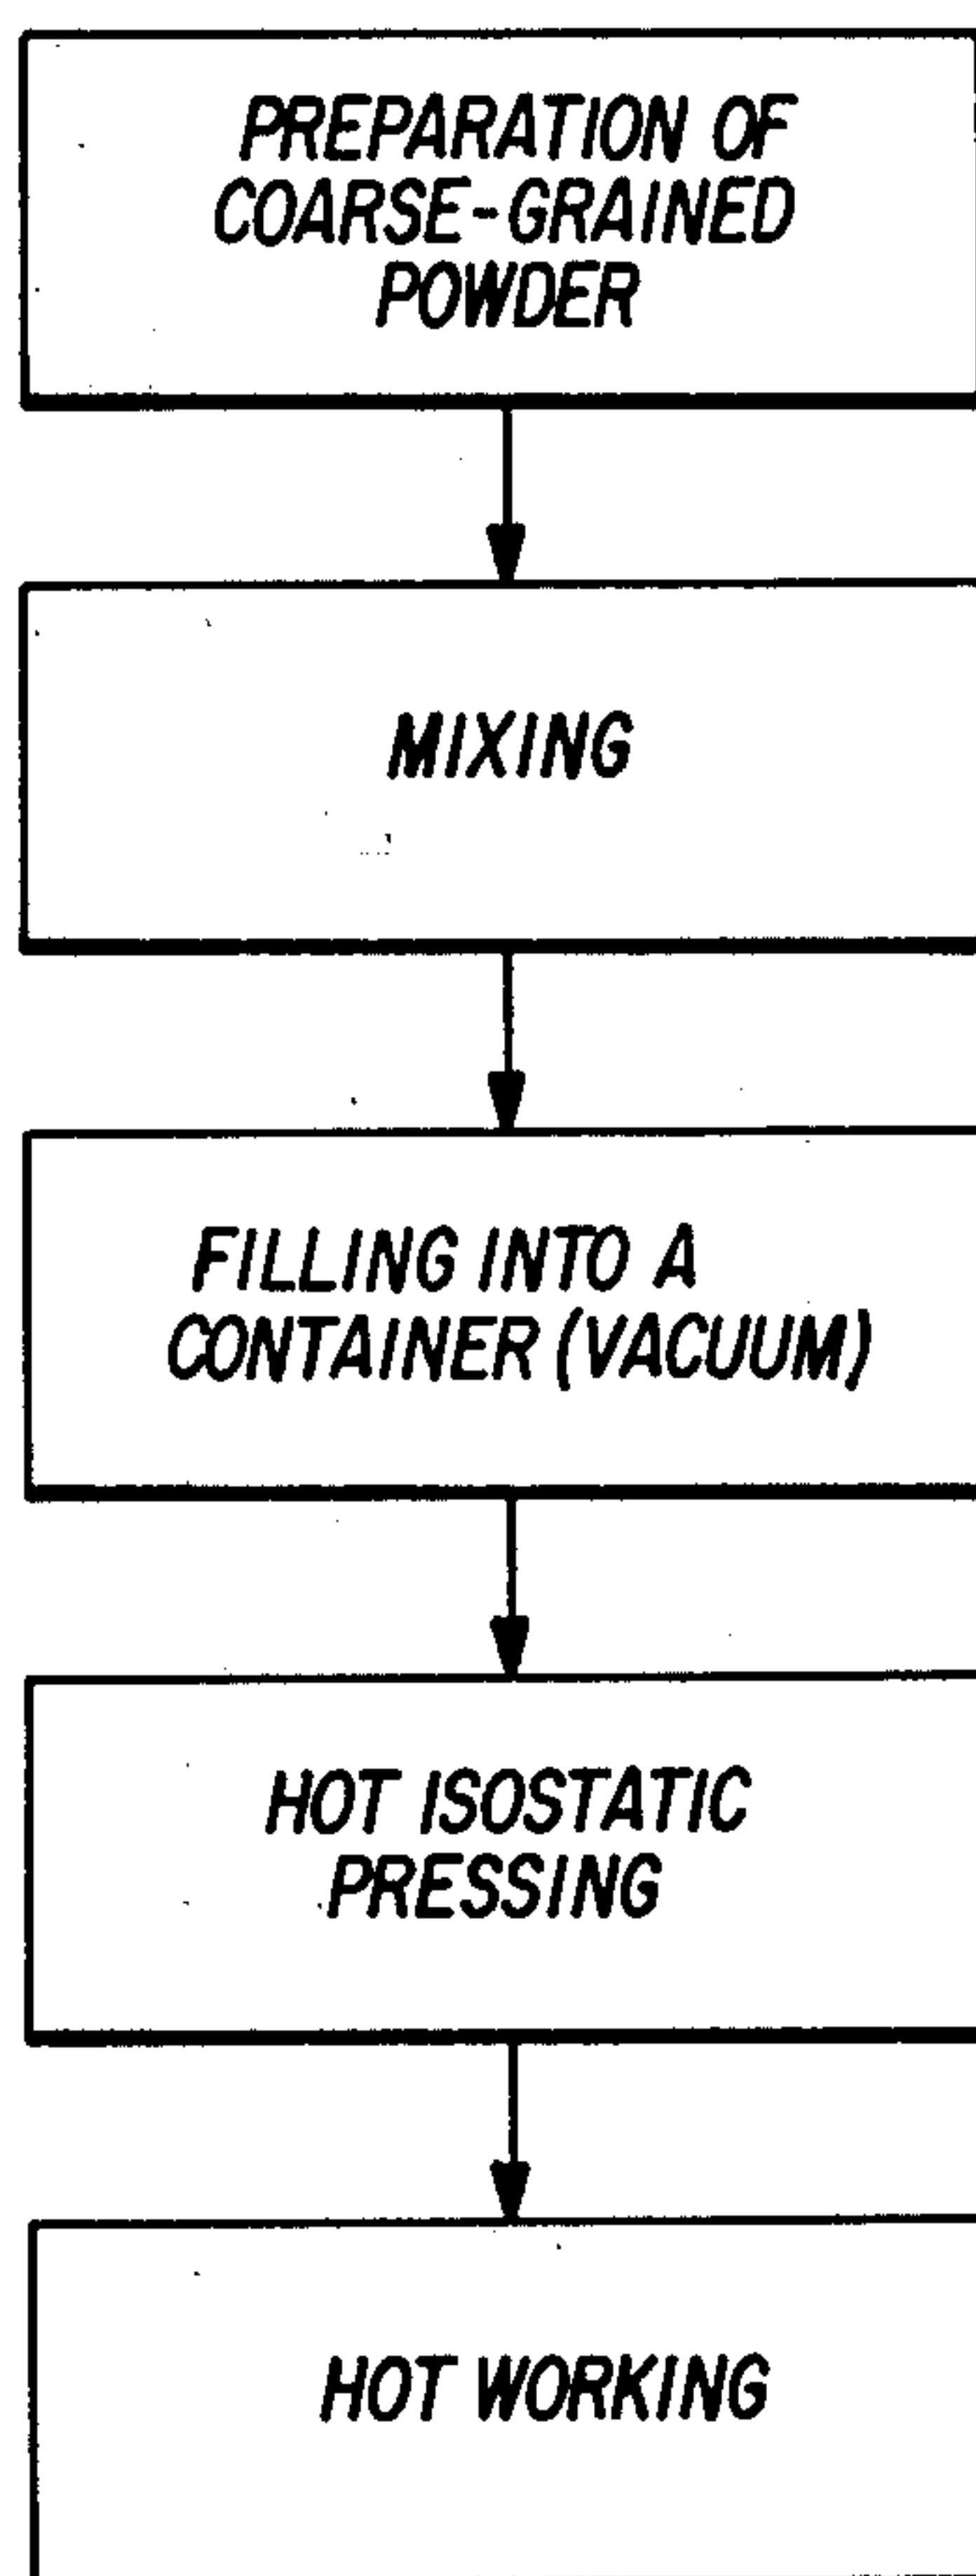 PREPARATION OF
COARSE-GRAINED
POWDER
MIXING
FILLING INTO A
CONTAINER (VACUUM)
HOT ISOSTATIC
PRESSING
HOT WORKING